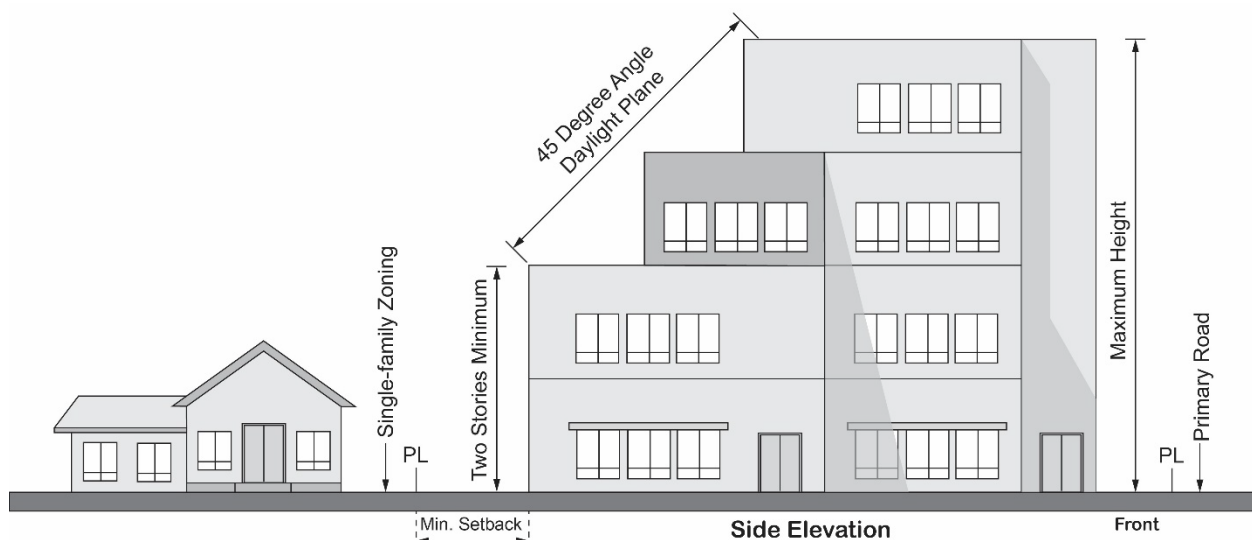 45 Degree Angle
Daylight Plane
Single-family Zoning
PL
Two Stories Minimum
Maximum Height
PL
Primary Road
Min. Setback
Side Elevation
Front